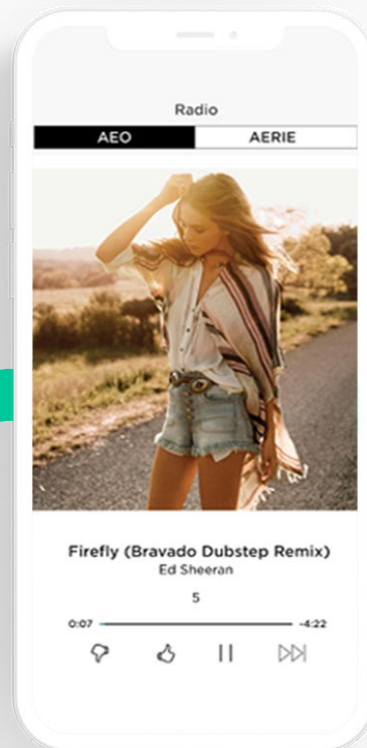 Radio
AEO AERIE
Firefly (Bravado Dubstep Remix)
Ed Sheeran
5
0:07 -4:22